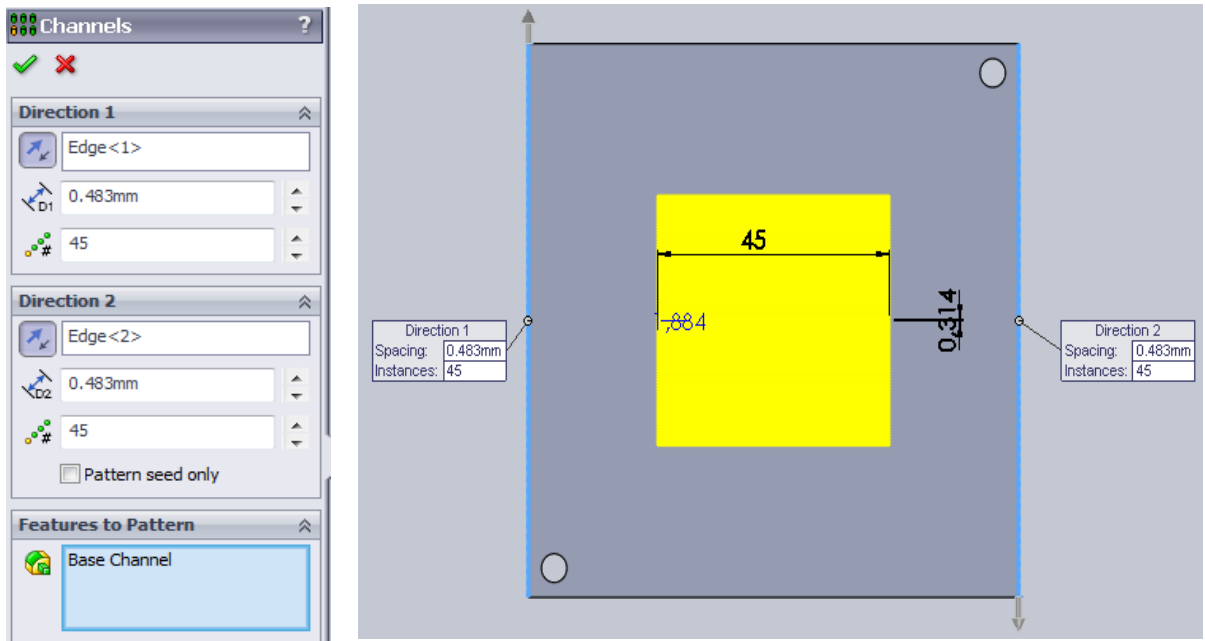 Channels ?
Direction 1
Edge<1>
D1 0.483mm
# 45
Direction 2
Edge<2>
D2 0.483mm
# 45
Pattern seed only
Features to Pattern
Base Channel
45
,884
0,314
Direction 1
Spacing: 0.483mm
Instances: 45
Direction 2
Spacing: 0.483mm
Instances: 45